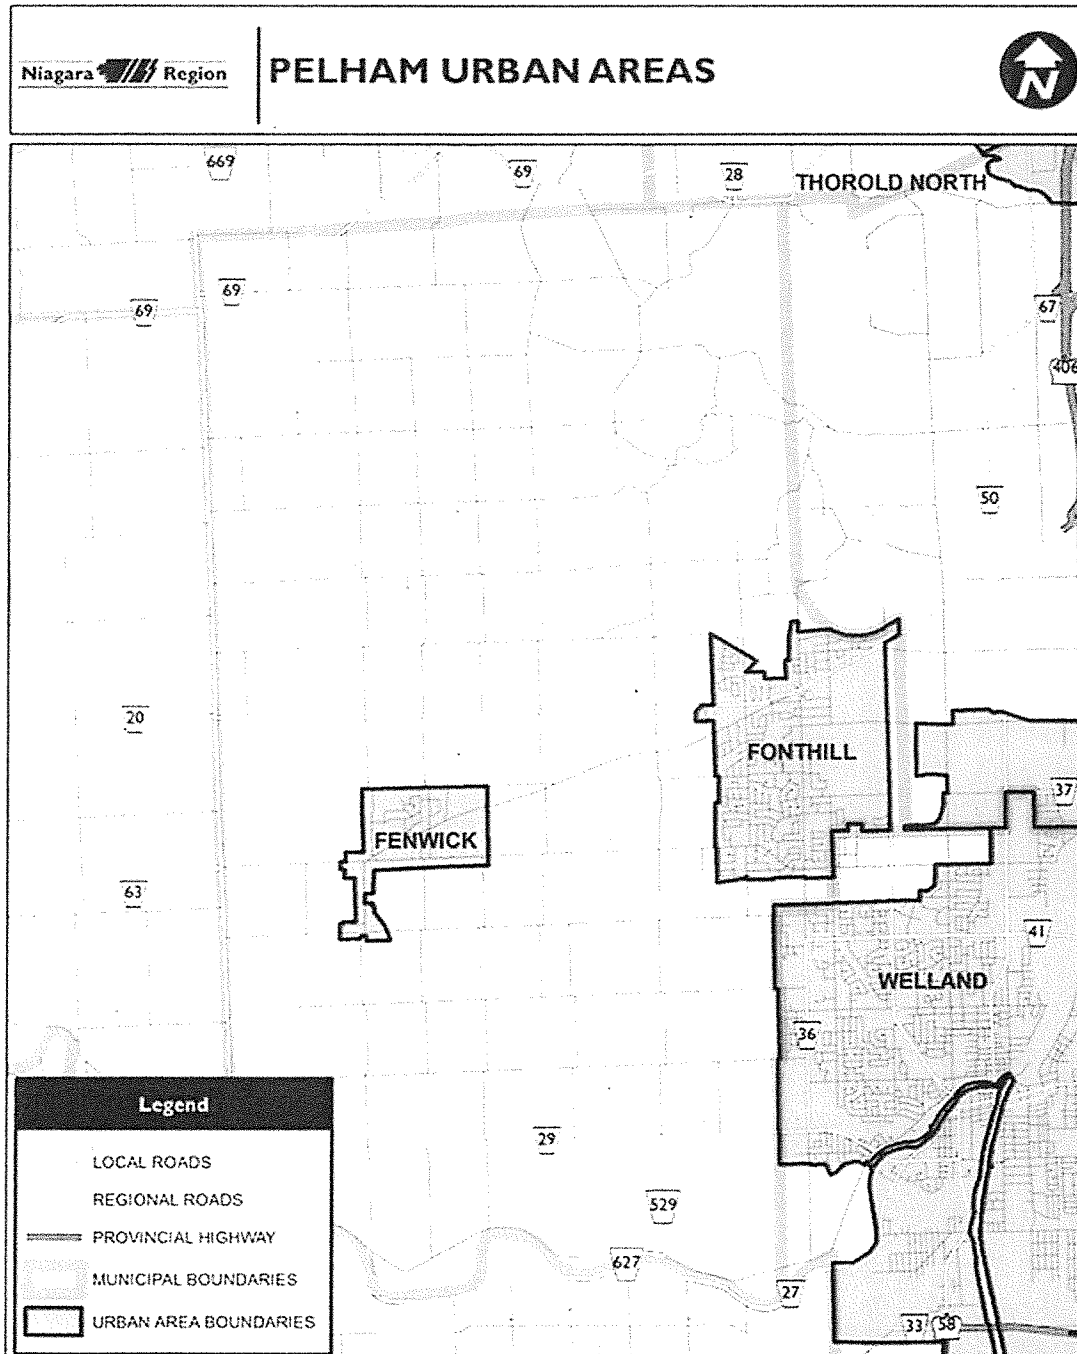 Niagara Region
PELHAM URBAN AREAS
N
669
69
28
THOROLD NORTH
69
69
67
406
50
20
FONTHILL
37
FENWICK
63
41
WELLAND
36
Legend
LOCAL ROADS
REGIONAL ROADS
PROVINCIAL HIGHWAY
MUNICIPAL BOUNDARIES
URBAN AREA BOUNDARIES
29
529
627
27
33
58